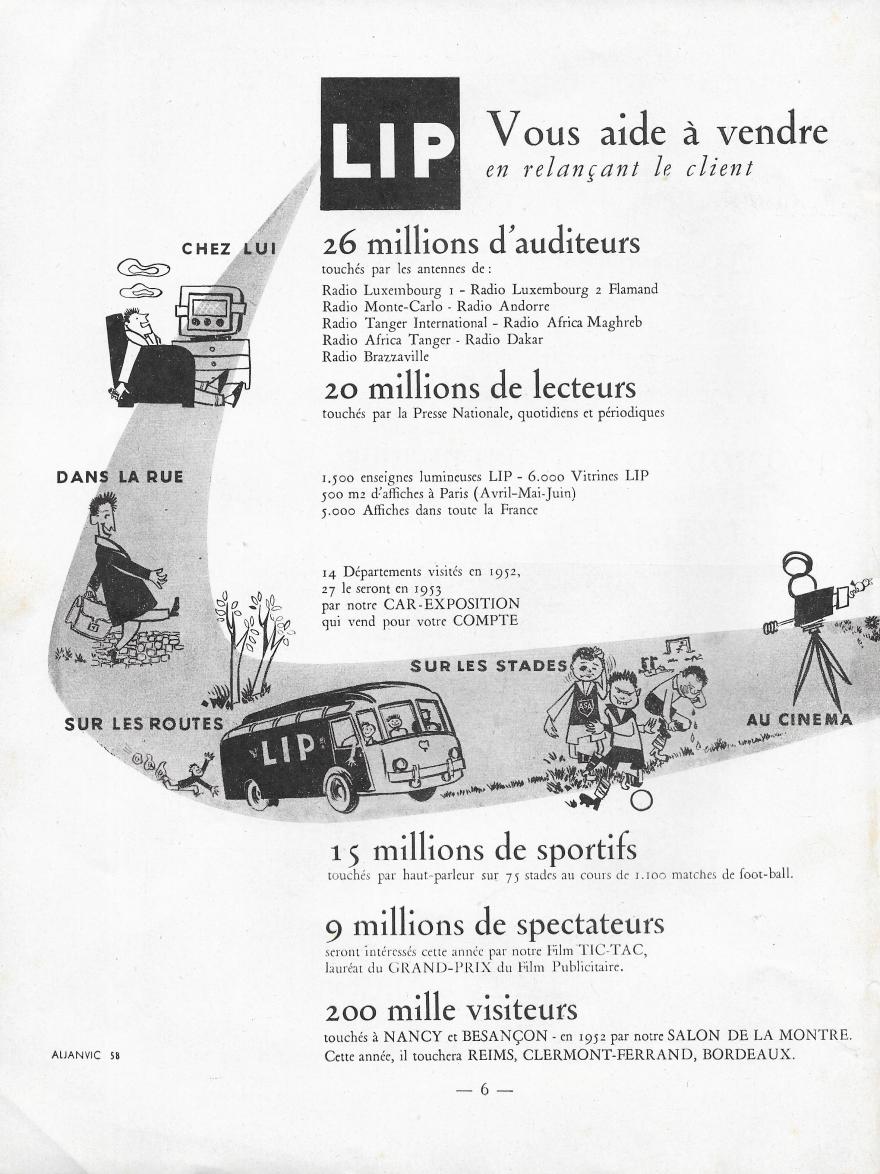 LIP
Vous aide à vendre
en relançant le client
CHEZ LUI
26 millions d'auditeurs
touchés par les antennes de :
Radio Luxembourg 1 - Radio Luxembourg 2 Flamand
Radio Monte-Carlo - Radio Andorre
Radio Tanger International - Radio Africa Maghreb
Radio Africa Tanger - Radio Dakar
Radio Brazzaville
20 millions de lecteurs
touchés par la Presse Nationale, quotidiens et périodiques
DANS LA RUE
1.500 enseignes lumineuses LIP - 6.000 Vitrines LIP
500 m2 d'affiches à Paris (Avril-Mai-Juin)
5.000 Affiches dans toute la France
14 Départements visités en 1952,
27 le seront en 1953
par notre CAR-EXPOSITION
qui vend pour votre COMPTE
SUR LES STADES
ASA
SUR LES ROUTES
AU CINEMA
LIP
15 millions de sportifs
touchés par haut-parleur sur 75 stades au cours de 1.100 matches de foot-ball.
9 millions de spectateurs
seront intéressés cette année par notre Film TIC-TAC,
lauréat du GRAND-PRIX du Film Publicitaire.
200 mille visiteurs
touchés à NANCY et BESANÇON - en 1952 par notre SALON DE LA MONTRE.
Cette année, il touchera REIMS, CLERMONT-FERRAND, BORDEAUX.
ALJANVIC 58
— 6 —